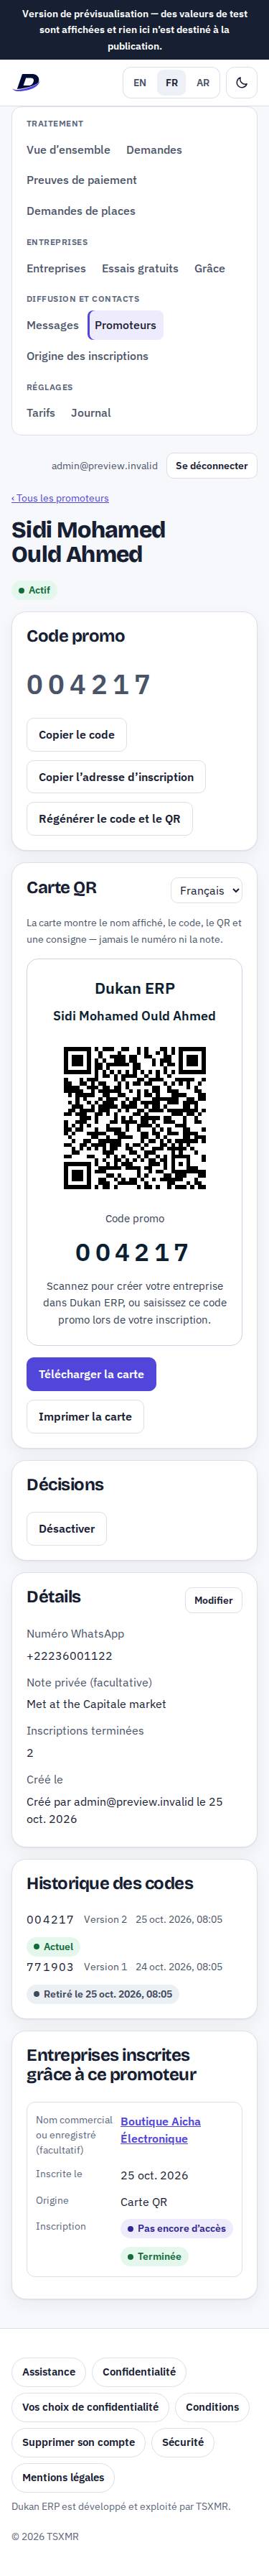 Version de prévisualisation — des valeurs de test
sont affichées et rien ici n'est destiné à la
publication.
D
EN FR AR
TRAITEMENT
Vue d'ensemble Demandes
Preuves de paiement
Demandes de places
ENTREPRISES
Entreprises Essais gratuits Grâce
DIFFUSION ET CONTACTS
Messages Promoteurs
Origine des inscriptions
RÉGLAGES
Tarifs Journal
admin@preview.invalid Se déconnecter
‹ Tous les promoteurs
Sidi Mohamed
Ould Ahmed
Actif
Code promo
004217
Copier le code
Copier l'adresse d'inscription
Régénérer le code et le QR
Carte QR Français
La carte montre le nom affiché, le code, le QR et
une consigne — jamais le numéro ni la note.
Dukan ERP
Sidi Mohamed Ould Ahmed
Code promo
004217
Scannez pour créer votre entreprise
dans Dukan ERP, ou saisissez ce code
promo lors de votre inscription.
Télécharger la carte
Imprimer la carte
Décisions
Désactiver
Détails Modifier
Numéro WhatsApp
+22236001122
Note privée (facultative)
Met at the Capitale market
Inscriptions terminées
2
Créé le
Créé par admin@preview.invalid le 25
oct. 2026
Historique des codes
004217 Version 2 25 oct. 2026, 08:05
Actuel
771903 Version 1 24 oct. 2026, 08:05
Retiré le 25 oct. 2026, 08:05
Entreprises inscrites
grâce à ce promoteur
Nom commercial
ou enregistré
(facultatif)
Boutique Aicha
Électronique
Inscrite le 25 oct. 2026
Origine Carte QR
Inscription Pas encore d'accès
Terminée
Assistance Confidentialité
Vos choix de confidentialité Conditions
Supprimer son compte Sécurité
Mentions légales
Dukan ERP est développé et exploité par TSXMR.
© 2026 TSXMR